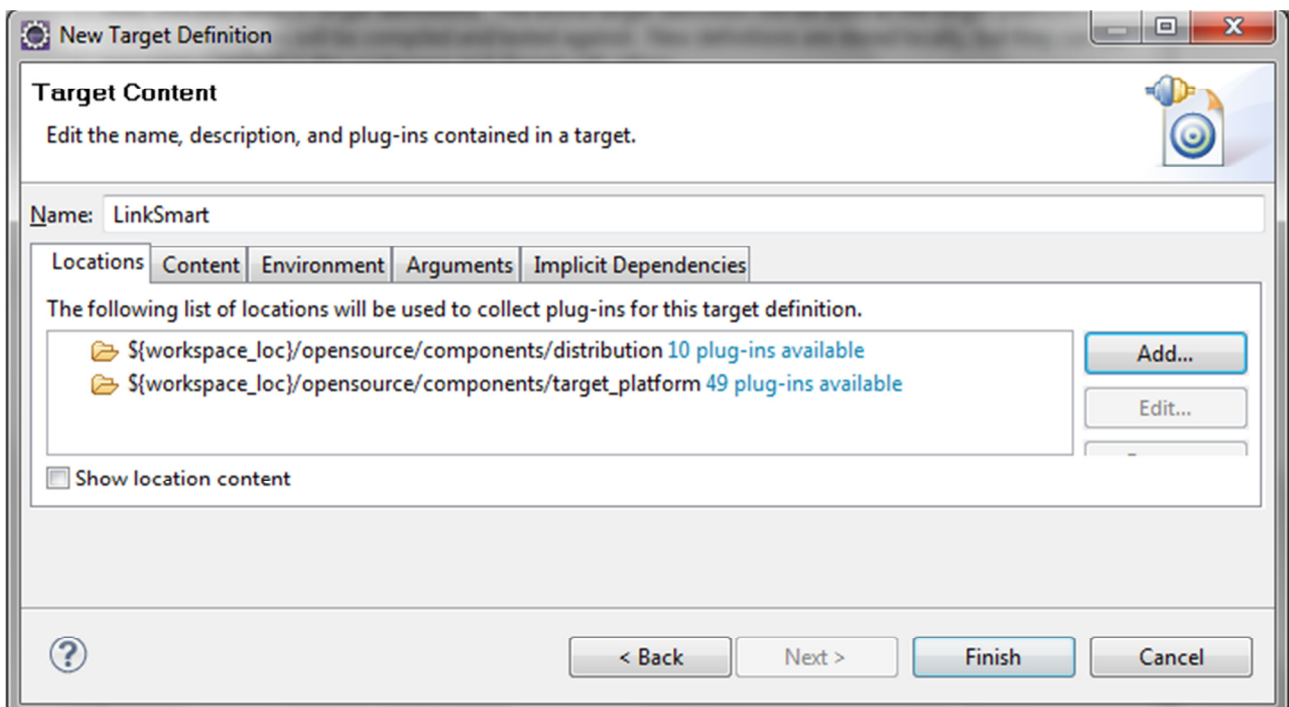 New Target Definition
Target Content
Edit the name, description, and plug-ins contained in a target.
Name: LinkSmart
Locations Content Environment Arguments Implicit Dependencies
The following list of locations will be used to collect plug-ins for this target definition.
${workspace_loc}/opensource/components/distribution 10 plug-ins available
${workspace_loc}/opensource/components/target_platform 49 plug-ins available
Add...
Edit...
Show location content
< Back Next > Finish Cancel